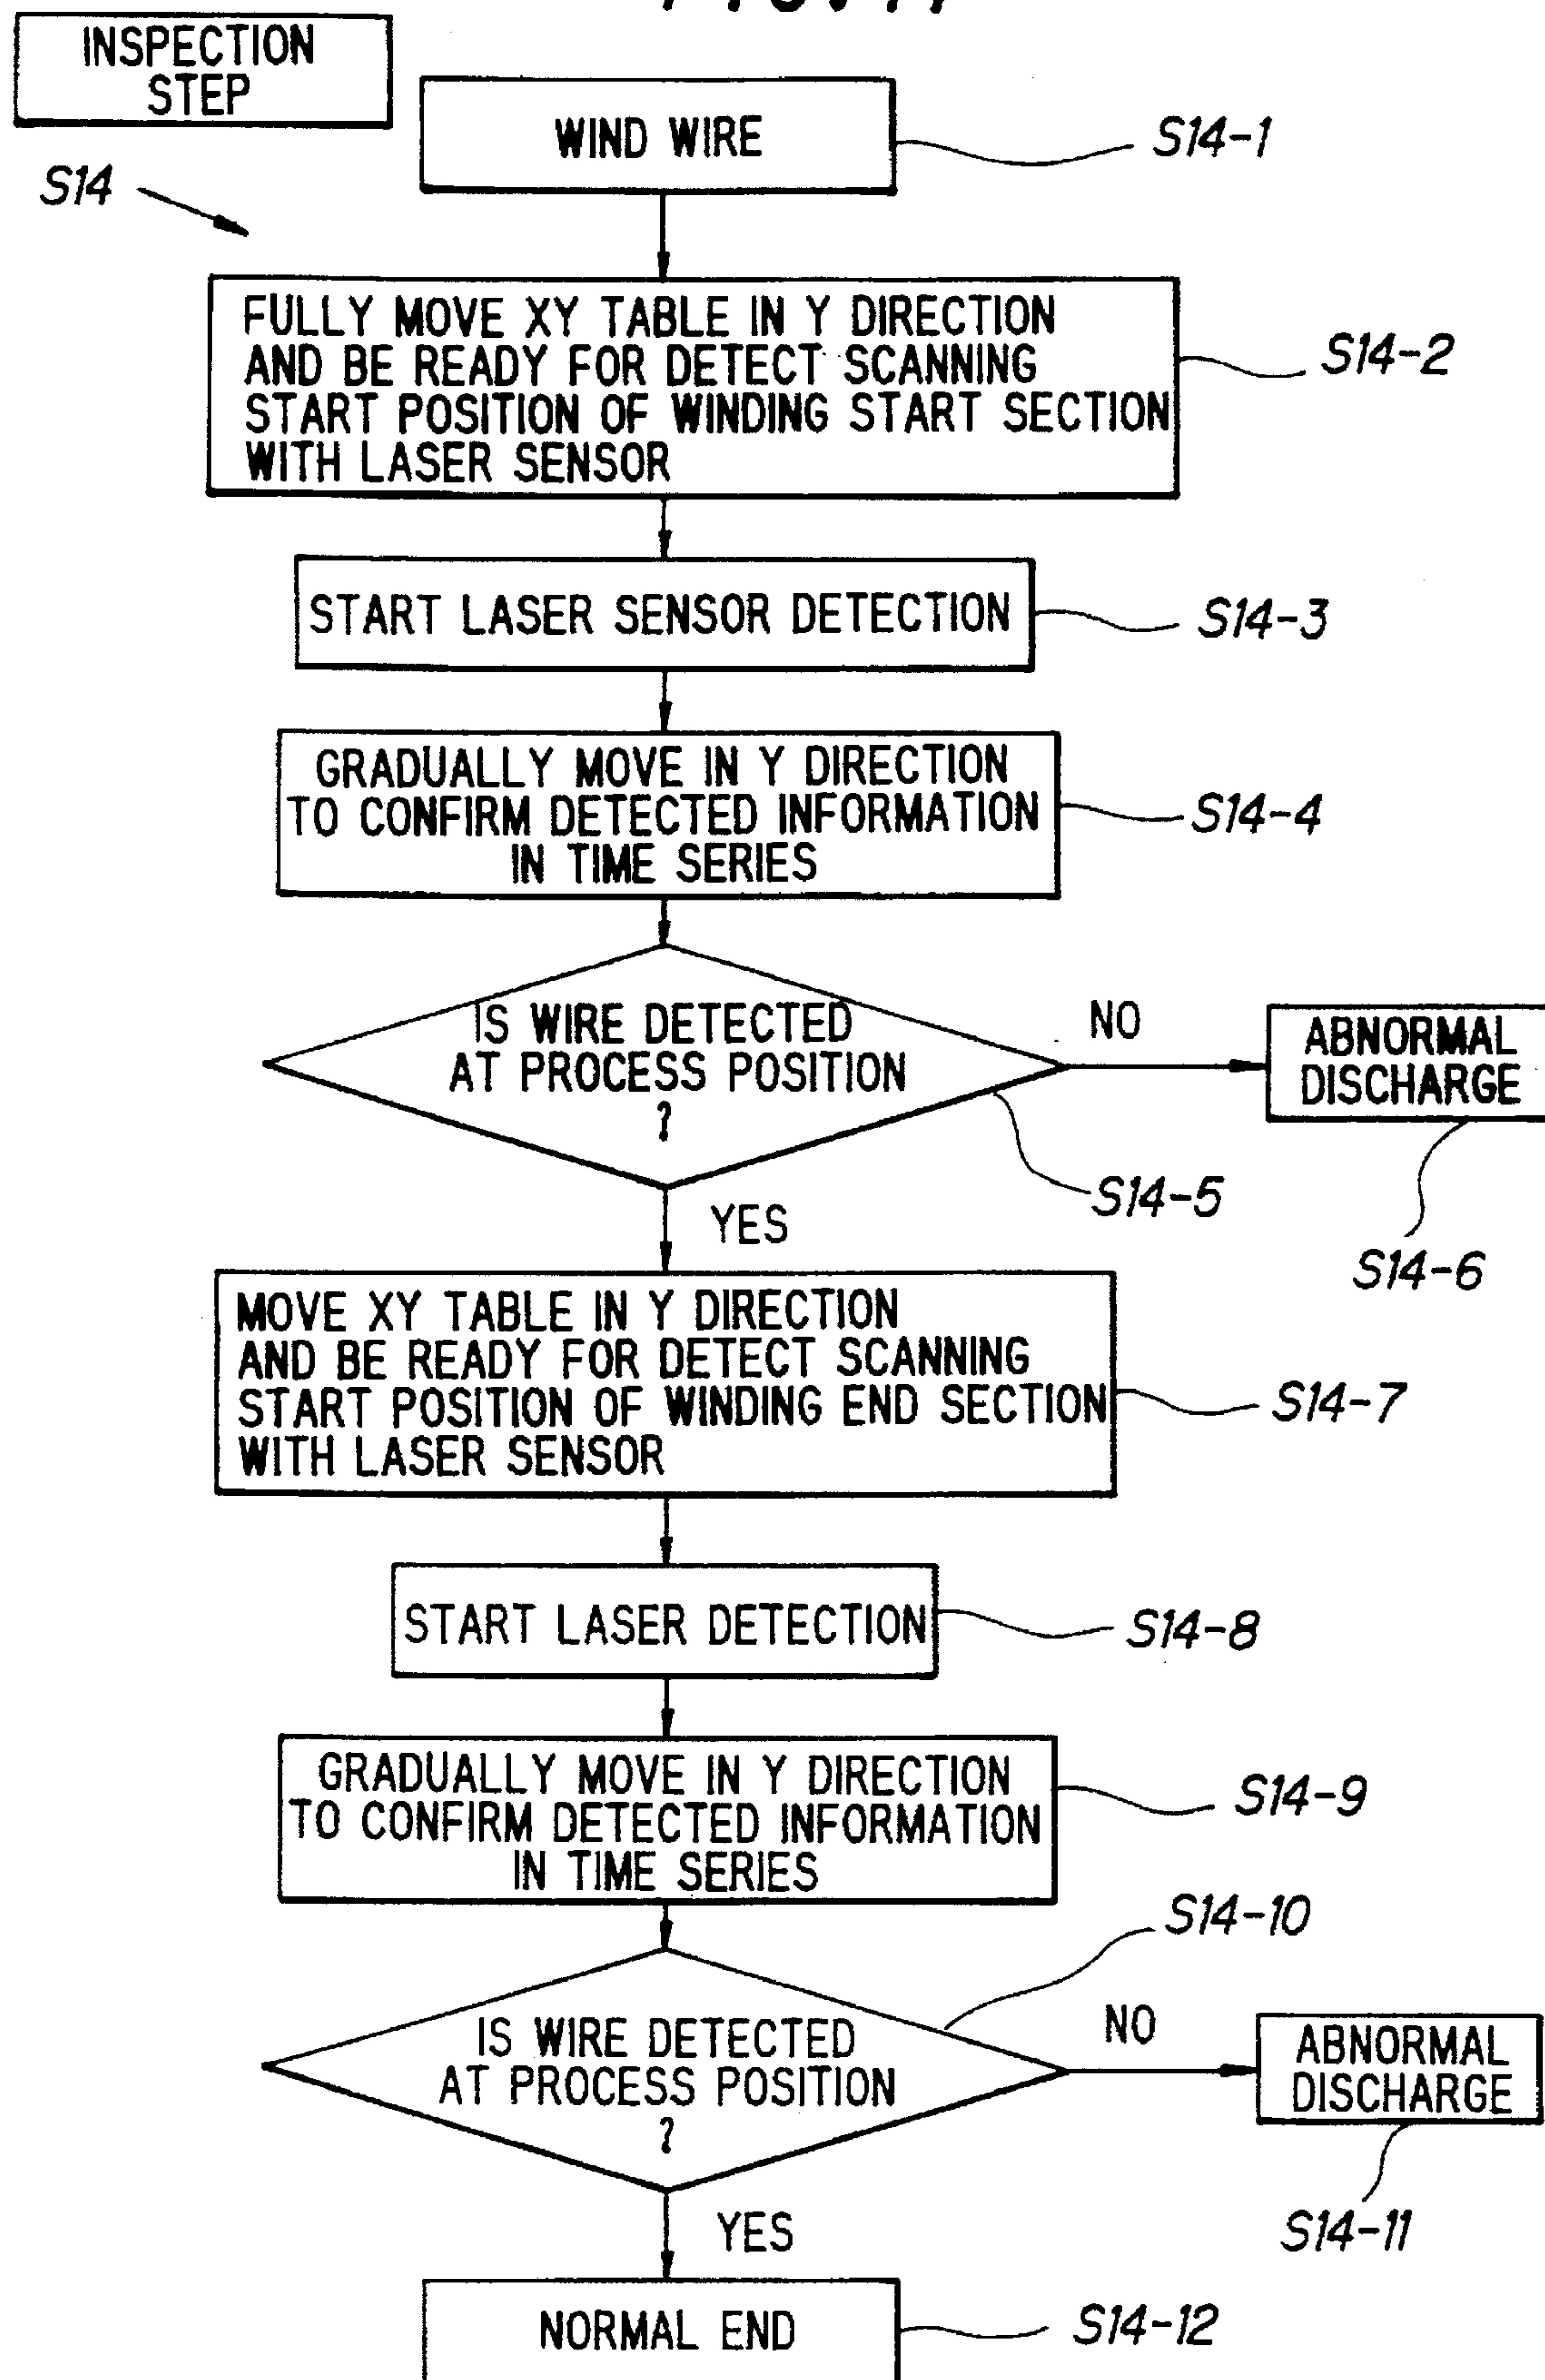 INSPECTION
STEP
S14
WIND WIRE
S14-1
FULLY MOVE XY TABLE IN Y DIRECTION
AND BE READY FOR DETECT SCANNING
START POSITION OF WINDING START SECTION
WITH LASER SENSOR
S14-2
START LASER SENSOR DETECTION
S14-3
GRADUALLY MOVE IN Y DIRECTION
TO CONFIRM DETECTED INFORMATION
IN TIME SERIES
S14-4
IS WIRE DETECTED
AT PROCESS POSITION
?
S14-5
NO
ABNORMAL
DISCHARGE
S14-6
YES
MOVE XY TABLE IN Y DIRECTION
AND BE READY FOR DETECT SCANNING
START POSITION OF WINDING END SECTION
WITH LASER SENSOR
S14-7
START LASER DETECTION
S14-8
GRADUALLY MOVE IN Y DIRECTION
TO CONFIRM DETECTED INFORMATION
IN TIME SERIES
S14-9
IS WIRE DETECTED
AT PROCESS POSITION
?
S14-10
NO
ABNORMAL
DISCHARGE
S14-11
YES
NORMAL END
S14-12